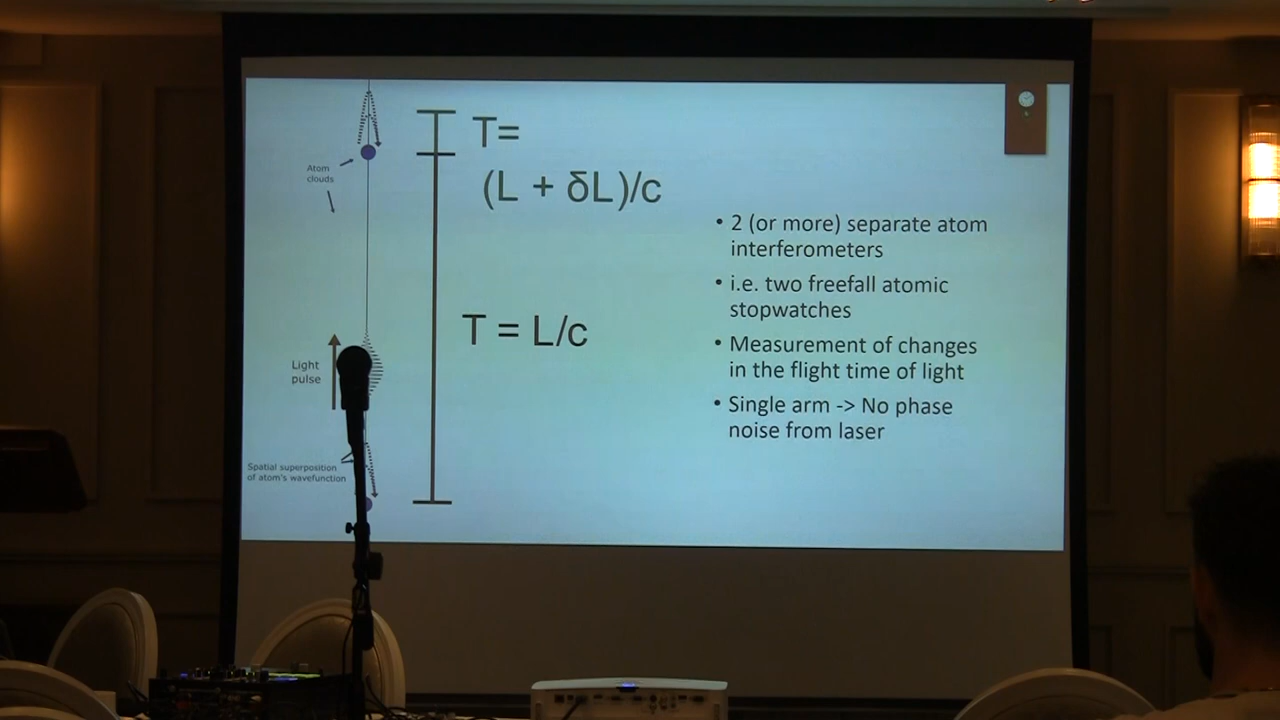 T=
(L + δL)/c
Atom
clouds
T = L/c
Light
pulse
Spatial superposition
of atom's wavefunction
• 2 (or more) separate atom
interferometers
• i.e. two freefall atomic
stopwatches
• Measurement of changes
in the flight time of light
• Single arm -> No phase
noise from laser